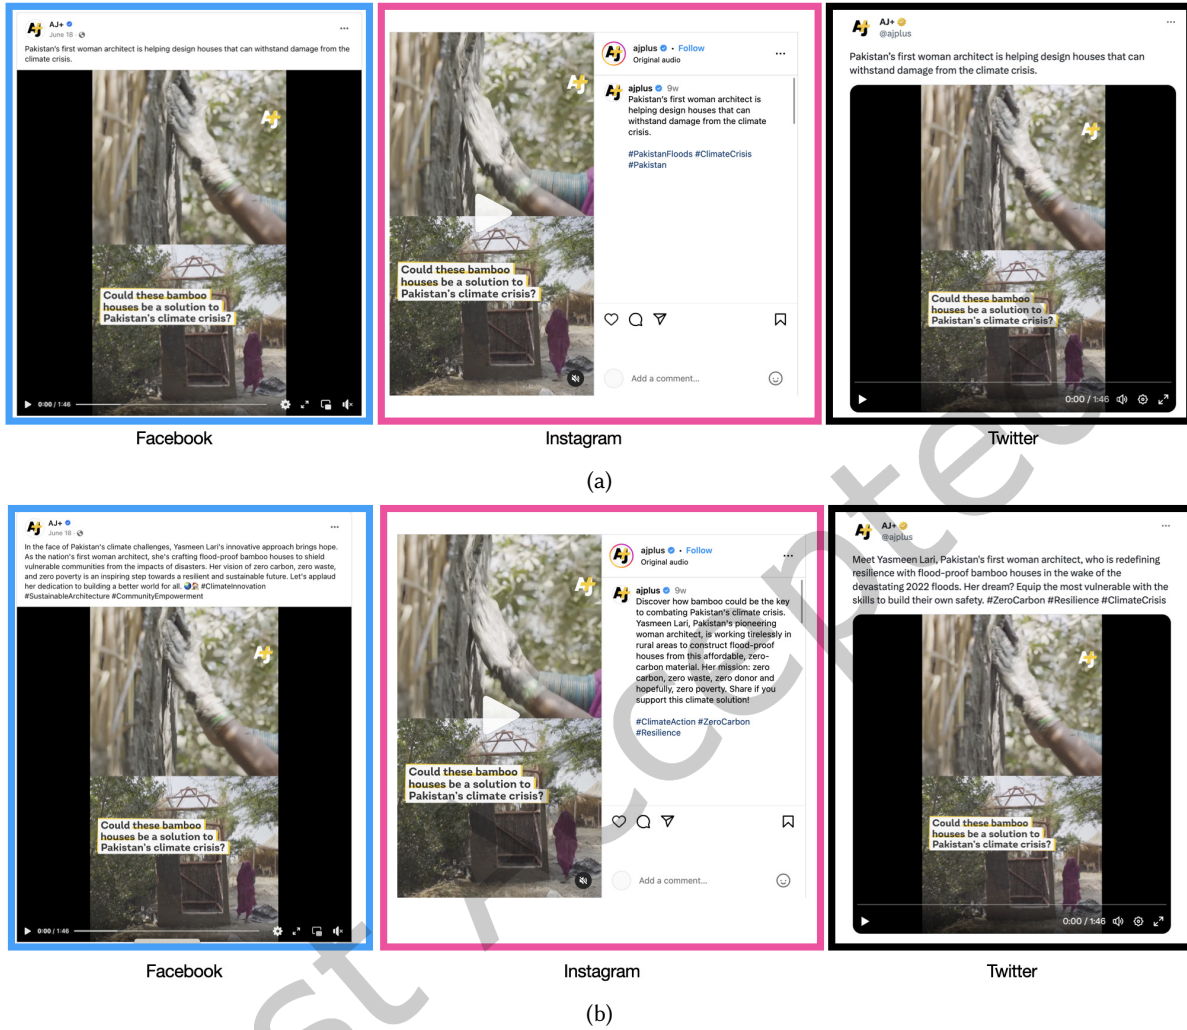 AJ+
June 18
Pakistan's first woman architect is helping design houses that can withstand damage from the
climate crisis.
Could these bamboo
houses be a solution to
Pakistan's climate crisis?
0:00 / 1:46
Facebook
ajplus • Follow
Original audio
ajplus 9w
Pakistan's first woman architect is
helping design houses that can
withstand damage from the climate
crisis.
#PakistanFloods #ClimateCrisis
#Pakistan
Could these bamboo
houses be a solution to
Pakistan's climate crisis?
Add a comment...
Instagram
AJ+
@ajplus
Pakistan's first woman architect is helping design houses that can
withstand damage from the climate crisis.
Could these bamboo
houses be a solution to
Pakistan's climate crisis?
0:00 / 1:46
Twitter
(a)
AJ+
June 18
In the face of Pakistan's climate challenges, Yasmeen Lari's innovative approach brings hope.
As the nation's first woman architect, she's crafting flood-proof bamboo houses to shield
vulnerable communities from the impacts of disasters. Her vision of zero carbon, zero waste,
and zero poverty is an inspiring step towards a resilient and sustainable future. Let's applaud
her dedication to building a better world for all. 🌏🏠 #ClimateInnovation
#SustainableArchitecture #CommunityEmpowerment
Could these bamboo
houses be a solution to
Pakistan's climate crisis?
0:00 / 1:46
Facebook
ajplus • Follow
Original audio
ajplus 9w
Discover how bamboo could be the key
to combating Pakistan's climate crisis.
Yasmeen Lari, Pakistan's pioneering
woman architect, is working tirelessly in
rural areas to construct flood-proof
houses from this affordable, zero-
carbon material. Her mission: zero
carbon, zero waste, zero donor and
hopefully, zero poverty. Share if you
support this climate solution!
#ClimateAction #ZeroCarbon
#Resilience
Could these bamboo
houses be a solution to
Pakistan's climate crisis?
Add a comment...
Instagram
AJ+
@ajplus
Meet Yasmeen Lari, Pakistan's first woman architect, who is redefining
resilience with flood-proof bamboo houses in the wake of the
devastating 2022 floods. Her dream? Equip the most vulnerable with the
skills to build their own safety. #ZeroCarbon #Resilience #ClimateCrisis
Could these bamboo
houses be a solution to
Pakistan's climate crisis?
0:00 / 1:46
Twitter
(b)
st Accepted